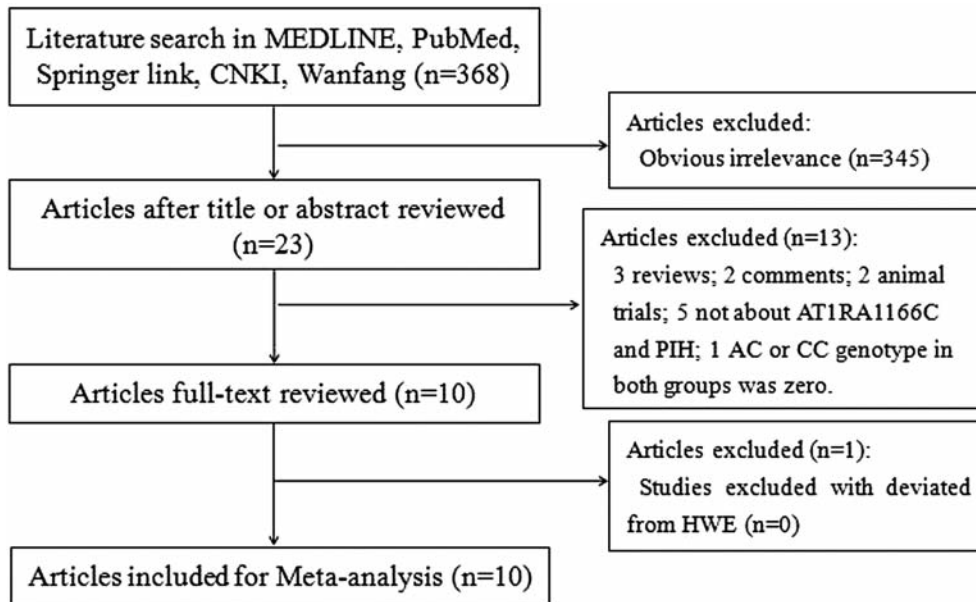 Literature search in MEDLINE, PubMed,
Springer link, CNKI, Wanfang (n=368)
Articles excluded:
Obvious irrelevance (n=345)
Articles after title or abstract reviewed
(n=23)
Articles excluded (n=13):
3 reviews; 2 comments; 2 animal
trials; 5 not about AT1RA1166C
and PIH; 1 AC or CC genotype in
both groups was zero.
Articles full-text reviewed (n=10)
Articles excluded (n=1):
Studies excluded with deviated
from HWE (n=0)
Articles included for Meta-analysis (n=10)